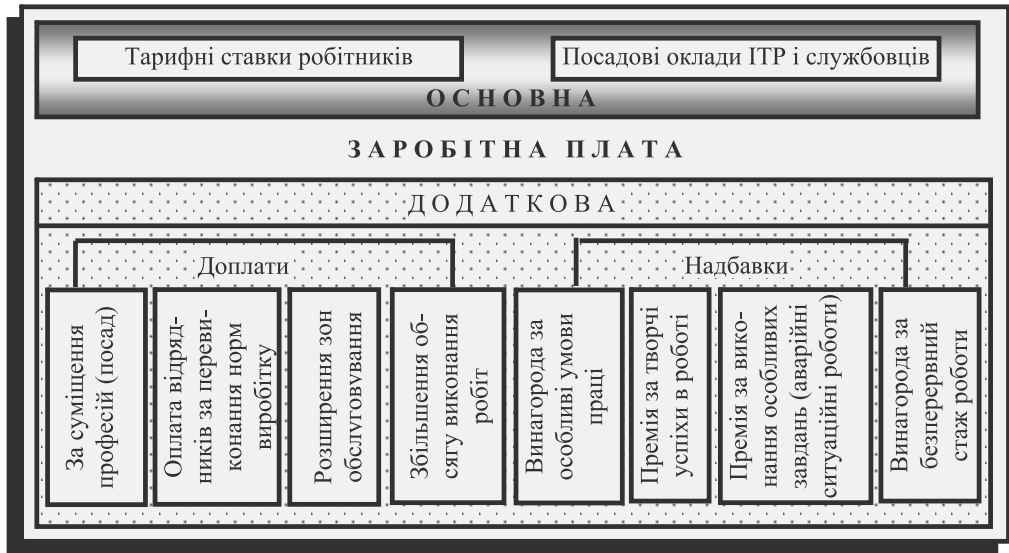 Тарифні ставки робітників
Посадові оклади ІТР і службовців
ОСНОВНА
ЗАРОБІТНА ПЛАТА
ДОДАТКОВА
Доплати
Надбавки
За суміщення
професій (посад)
Оплата відряд-
ників за переви-
конання норм
виробітку
Розширення зон
обслуговування
Збільшення об-
сягу виконання
робіт
Винагорода за
особливі умови
праці
Премія за творчі
успіхи в роботі
Премія за вико-
нання особливих
завдань (аварійні
ситуаційні роботи)
Винагорода за
безперервний
стаж роботи